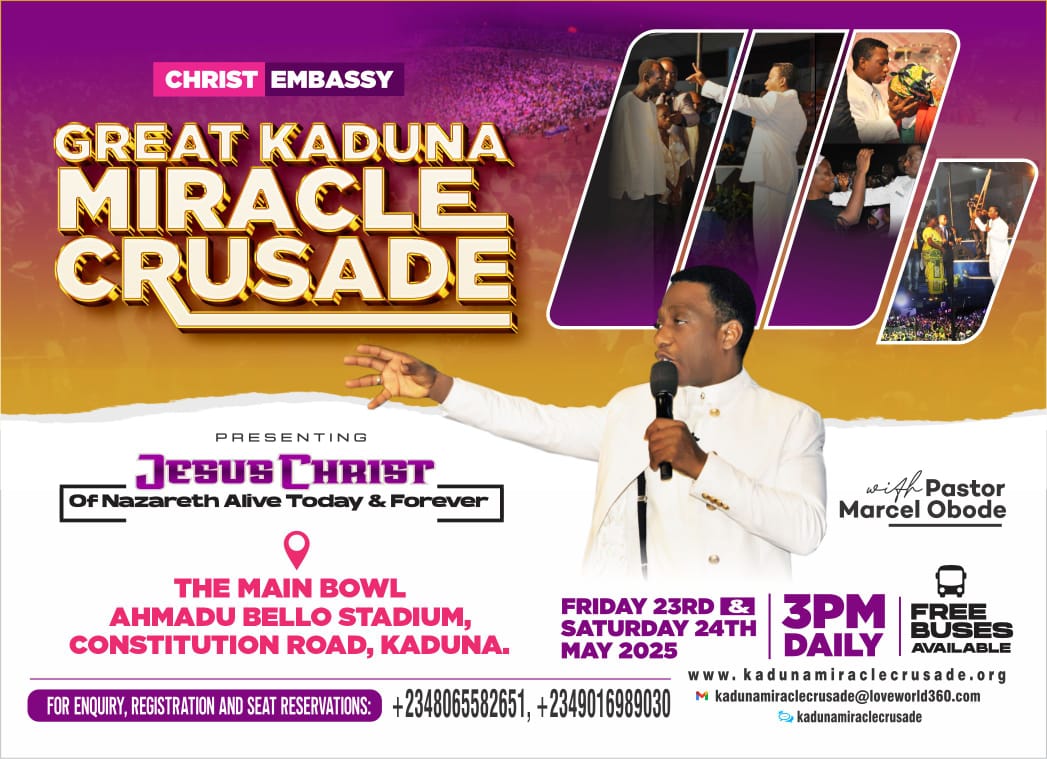 CHRIST EMBASSY
GREAT KADUNA
MIRACLE
CRUSADE
PRESENTING
JESUS CHRIST
Of Nazareth Alive Today & Forever
THE MAIN BOWL
AHMADU BELLO STADIUM,
CONSTITUTION ROAD, KADUNA.
with Pastor
Marcel Obode
FRIDAY 23RD &
SATURDAY 24TH
MAY 2025
3PM
DAILY
FREE
BUSES
AVAILABLE
www.kadunamiraclecrusade.org
kadunamiraclecrusade@loveworld360.com
kadunamiraclecrusade
FOR ENQUIRY, REGISTRATION AND SEAT RESERVATIONS: +2348065582651, +2349016989030